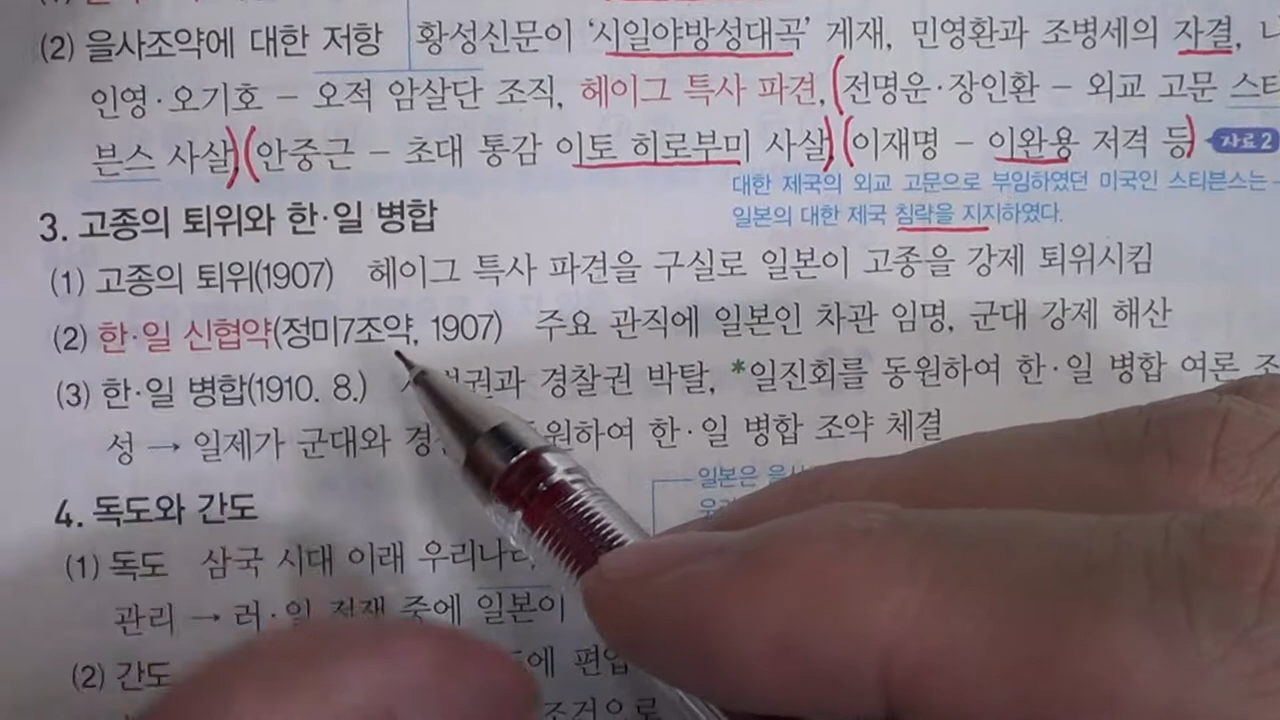 (2) 을사조약에 대한 저항 황성신문이 ‘시일야방성대곡’ 게재, 민영환과 조병세의 자결, 나
인영·오기호 – 오적 암살단 조직, 헤이그 특사 파견, (전명운·장인환 – 외교 고문 스티
븐스 사살)(안중근 – 초대 통감 이토 히로부미 사살)(이재명 – 이완용 저격 등) 자료 2
대한 제국의 외교 고문으로 부임하였던 미국인 스티븐스는
일본의 대한 제국 침략을 지지하였다.
3. 고종의 퇴위와 한·일 병합
(1) 고종의 퇴위(1907) 헤이그 특사 파견을 구실로 일본이 고종을 강제 퇴위시킴
(2) 한·일 신협약(정미7조약, 1907) 주요 관직에 일본인 차관 임명, 군대 강제 해산
(3) 한·일 병합(1910. 8.) 경찰권 박탈, *일진회를 동원하여 한·일 병합 여론 조
성 → 일제가 군대와 한·일 병합 조약 체결
일본은
4. 독도와 간도
(1) 독도 삼국 시대 이래
관리 → 러·일 전쟁 중에 일본이
(2) 간도 편입
조건으로